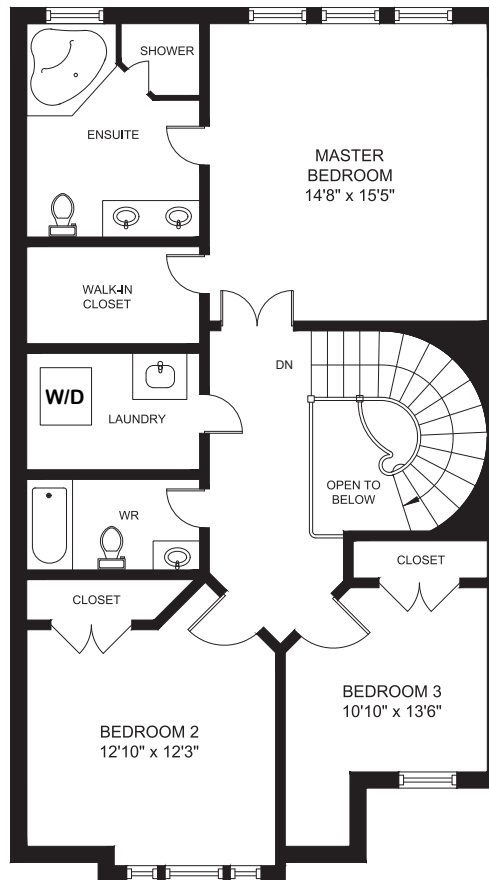 SHOWER
ENSUITE
MASTER
BEDROOM
14'8" x 15'5"
WALK-IN
CLOSET
DN
W/D
LAUNDRY
OPEN TO
BELOW
WR
CLOSET
CLOSET
BEDROOM 3
10'10" x 13'6"
BEDROOM 2
12'10" x 12'3"